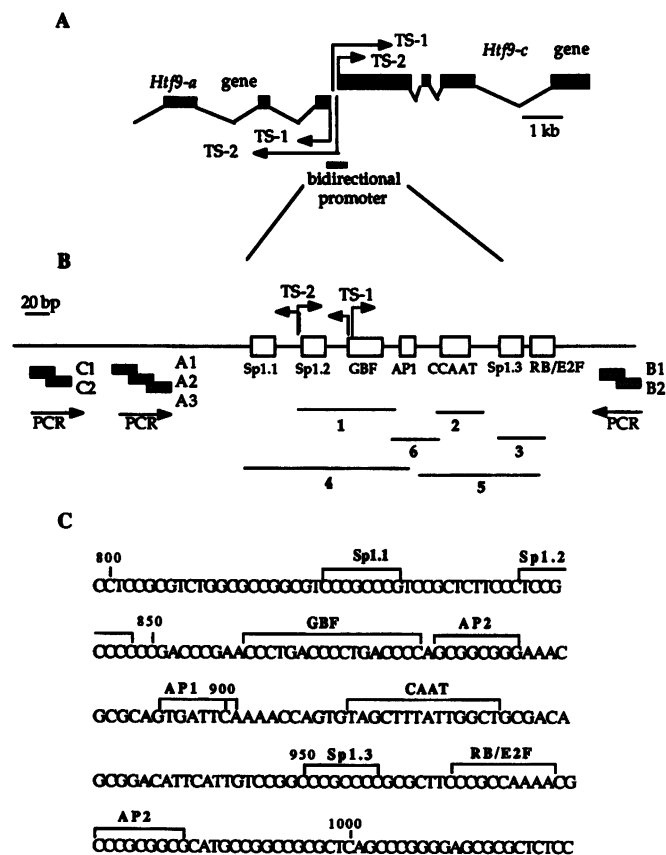 A
TS-1
Htf9-a gene
TS-2
Htf9-c gene
TS-1
TS-2
1 kb
bidirectional
promoter
B
20 bp
TS-2 TS-1
Sp1.1 Sp1.2 GBF AP1 CCAAT Sp1.3 RB/E2F
C1
C2
A1
A2
A3
B1
B2
PCR PCR PCR
1 2
6 3
4 5
C
800 Sp1.1 Sp1.2
CCTCCGCGTCTGGCGCCGGCGTCCCGCCCGTCCGCTCTTCCCTCCG
850 GBF AP2
CCCCCCCGACCCGAACCCTGACCCCTGACCCCAGCGGCGGGAAAC
AP1 900 CAAT
GCGCAGTGATTCAAAACCAGTGTAGCTTTATTGGCTGCGACA
950 Sp1.3 RB/E2F
GCGGACATTCATTGTCCGGCCCGCCCCGCGCTTCCCGCCAAAACG
AP2 1000
CCCGCGGCGCATGCCGGCCGCGCTCAGCCCGGGGAGCGCGCTCTCC